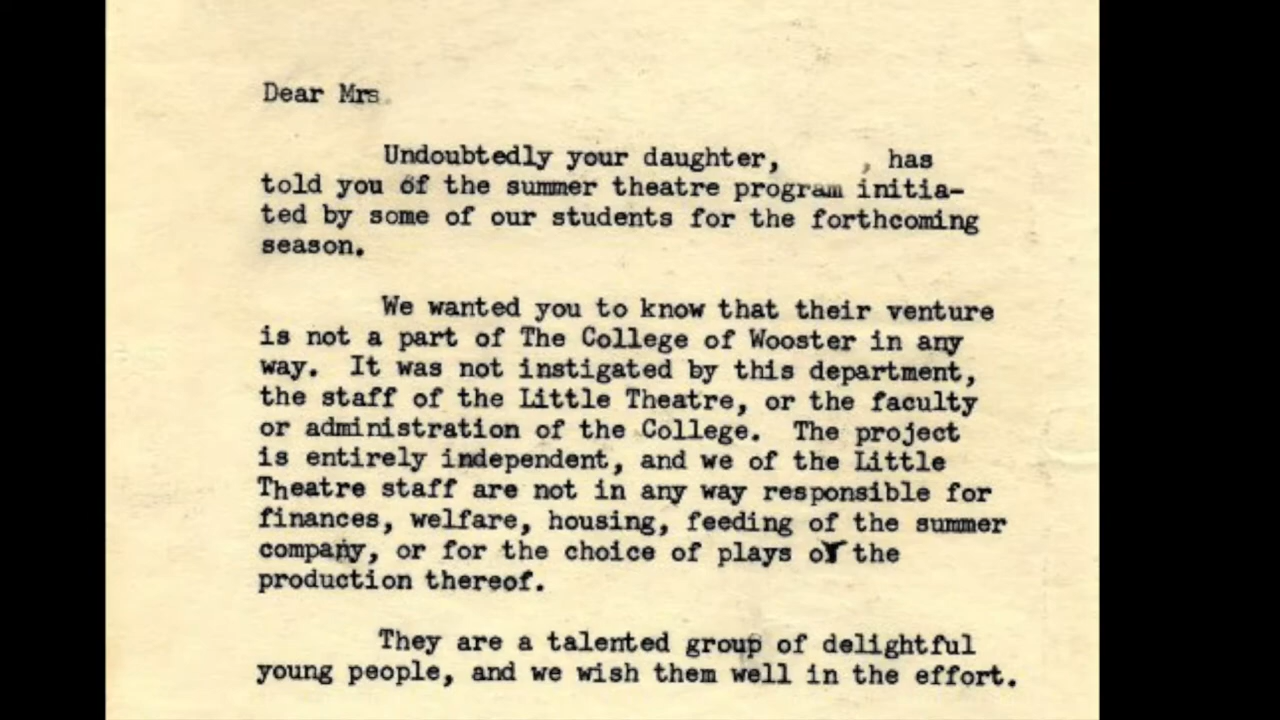 Dear Mrs.
Undoubtedly your daughter,      , has
told you of the summer theatre program initia-
ted by some of our students for the forthcoming
season.
We wanted you to know that their venture
is not a part of The College of Wooster in any
way.  It was not instigated by this department,
the staff of the Little Theatre, or the faculty
or administration of the College.  The project
is entirely independent, and we of the Little
Theatre staff are not in any way responsible for
finances, welfare, housing, feeding of the summer
company, or for the choice of plays or the
production thereof.
They are a talented group of delightful
young people, and we wish them well in the effort.